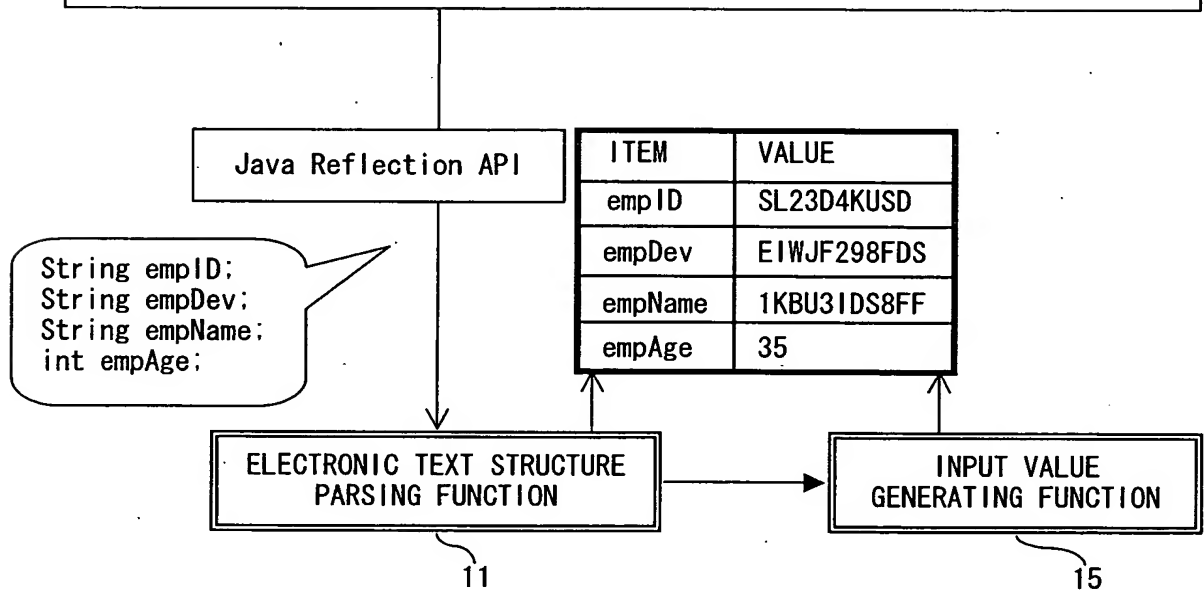 Java Reflection API
ITEM VALUE
empID SL23D4KUSD
empDev EIWJF298FDS
empName 1KBU3IDS8FF
empAge 35
String empID;
String empDev;
String empName;
int empAge;
ELECTRONIC TEXT STRUCTURE
PARSING FUNCTION
INPUT VALUE
GENERATING FUNCTION
11
15